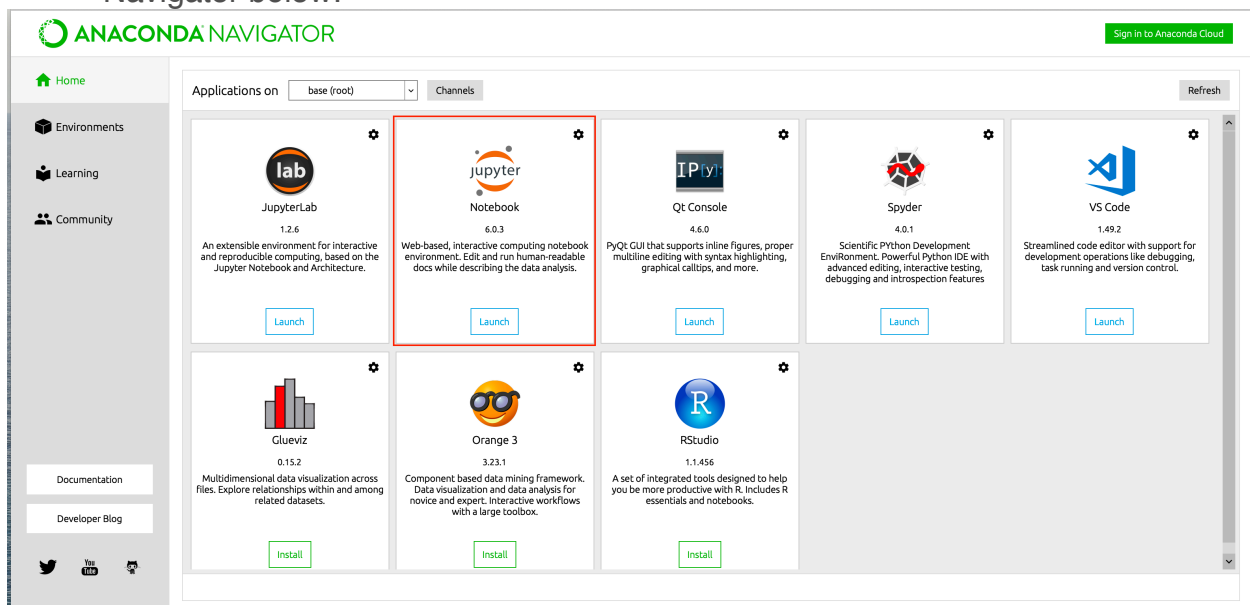 Navigator below:
ANACONDA NAVIGATOR
Sign in to Anaconda Cloud
Home
Environments
Learning
Community
Documentation
Developer Blog
You
Tube
Applications on
base (root)
Channels
Refresh
lab
JupyterLab
1.2.6
An extensible environment for interactive
and reproducible computing, based on the
Jupyter Notebook and Architecture.
Launch
jupyter
Notebook
6.0.3
Web-based, interactive computing notebook
environment. Edit and run human-readable
docs while describing the data analysis.
Launch
IP[y]:
Qt Console
4.6.0
PyQt GUI that supports inline figures, proper
multiline editing with syntax highlighting,
graphical calltips, and more.
Launch
Spyder
4.0.1
Scientific PYthon Development
EnviRonment. Powerful Python IDE with
advanced editing, interactive testing,
debugging and introspection features
Launch
VS Code
1.49.2
Streamlined code editor with support for
development operations like debugging,
task running and version control.
Launch
Glueviz
0.15.2
Multidimensional data visualization across
files. Explore relationships within and among
related datasets.
Install
Orange 3
3.23.1
Component based data mining framework.
Data visualization and data analysis for
novice and expert. Interactive workflows
with a large toolbox.
Install
R
RStudio
1.1.456
A set of integrated tools designed to help
you be more productive with R. Includes R
essentials and notebooks.
Install